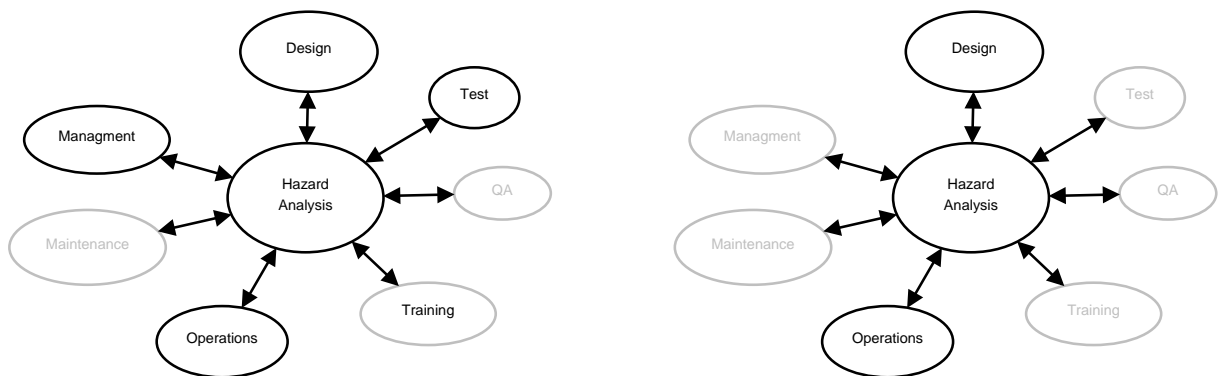 Design
Test
Managment
Hazard
Analysis
QA
Maintenance
Training
Operations
Design
Test
Managment
Hazard
Analysis
QA
Maintenance
Training
Operations